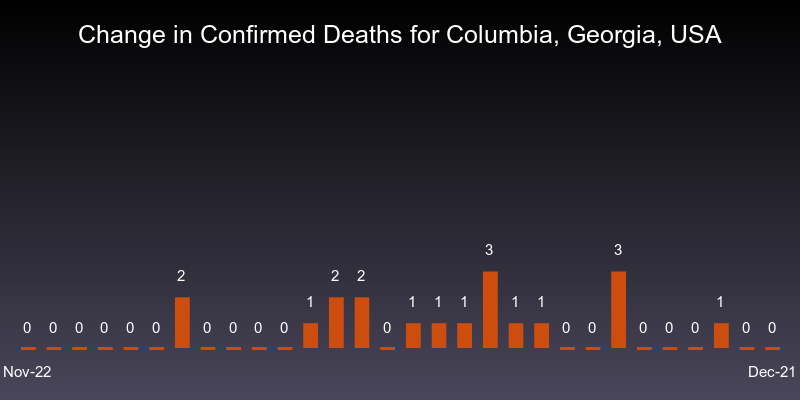 Change in Confirmed Deaths for Columbia, Georgia, USA
0 0 0 0 0 0 2 0 0 0 0 1 2 2 0 1 1 1 3 1 1 0 0 3 0 0 0 1 0 0
Nov-22 Dec-21